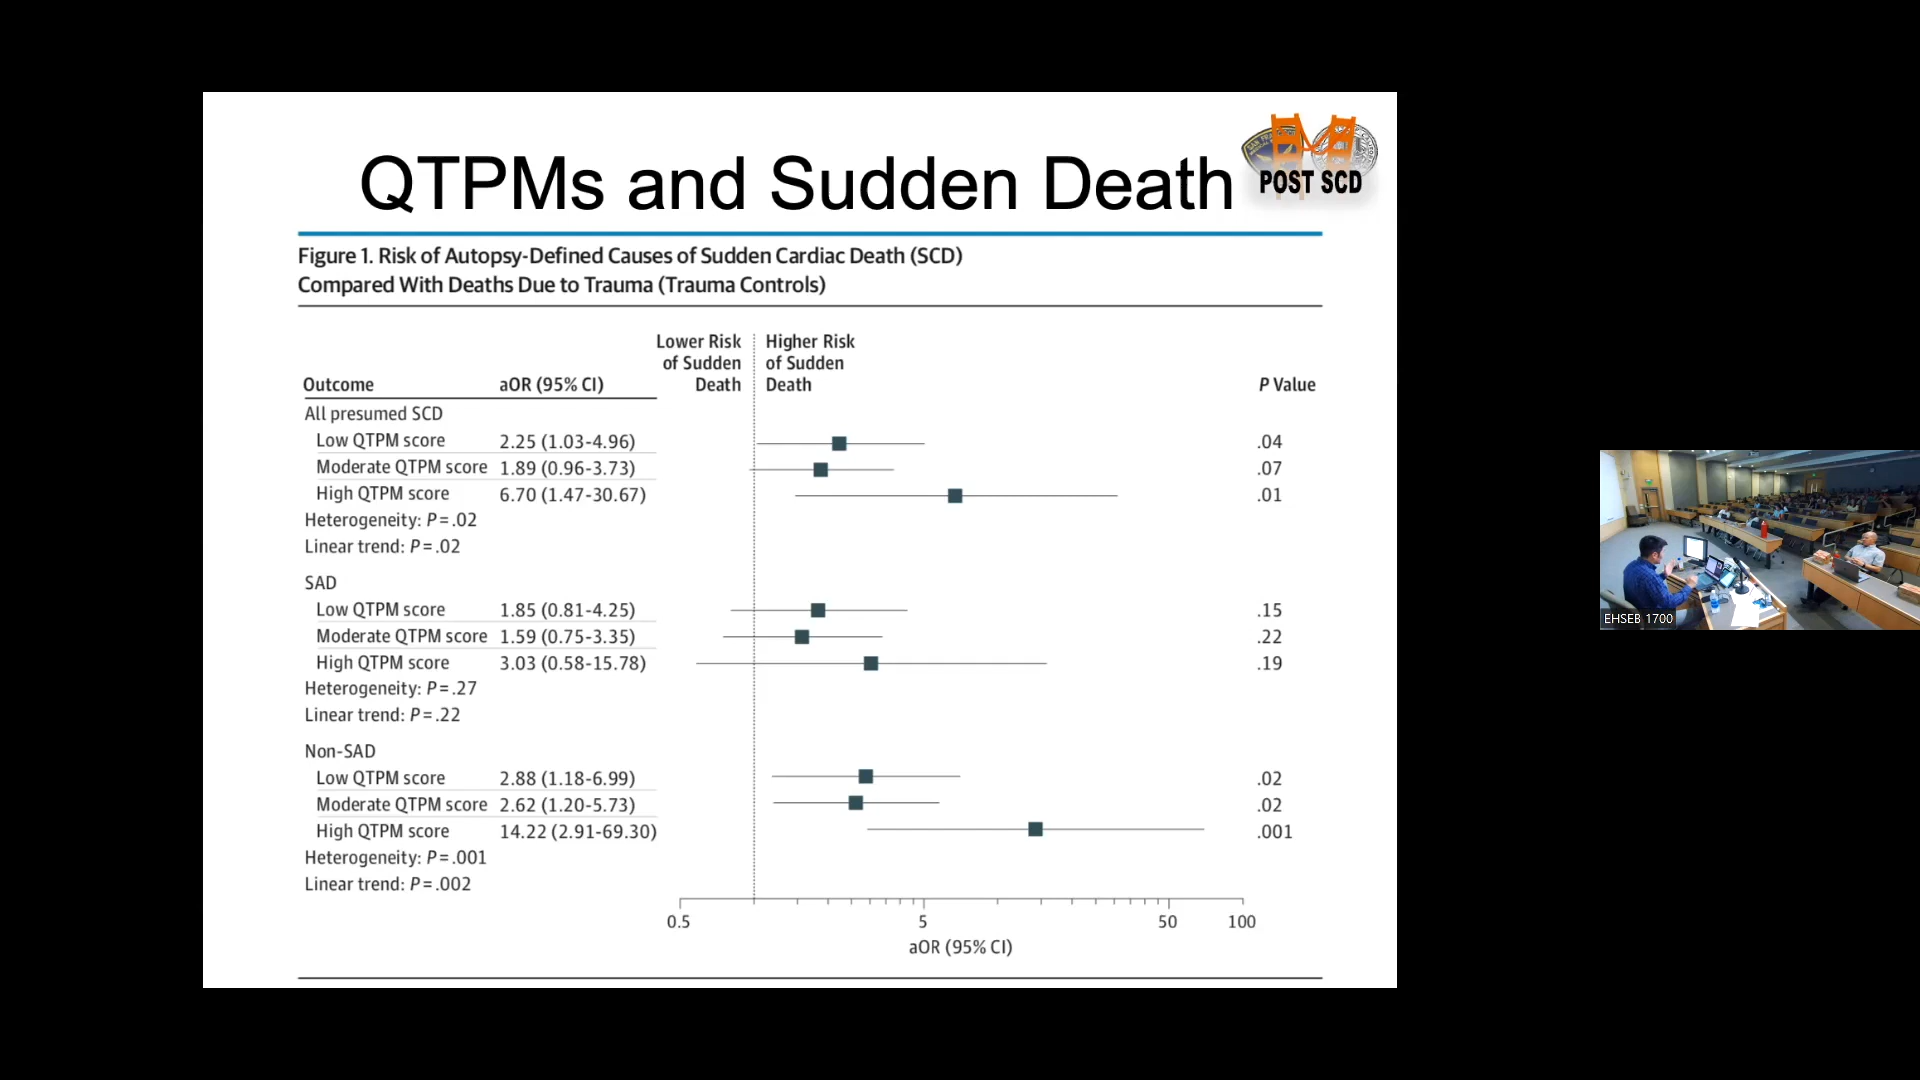 QTPMs and Sudden Death
POST SCD
Figure 1. Risk of Autopsy-Defined Causes of Sudden Cardiac Death (SCD)
Compared With Deaths Due to Trauma (Trauma Controls)
Lower Risk
of Sudden
Death
Higher Risk
of Sudden
Death
Outcome aOR (95% CI) P Value
All presumed SCD
Low QTPM score 2.25 (1.03-4.96) .04
Moderate QTPM score 1.89 (0.96-3.73) .07
High QTPM score 6.70 (1.47-30.67) .01
Heterogeneity: P=.02
Linear trend: P=.02
SAD
Low QTPM score 1.85 (0.81-4.25) .15
Moderate QTPM score 1.59 (0.75-3.35) .22
High QTPM score 3.03 (0.58-15.78) .19
Heterogeneity: P=.27
Linear trend: P=.22
Non-SAD
Low QTPM score 2.88 (1.18-6.99) .02
Moderate QTPM score 2.62 (1.20-5.73) .02
High QTPM score 14.22 (2.91-69.30) .001
Heterogeneity: P=.001
Linear trend: P=.002
0.5 5 50 100
aOR (95% CI)
EHSEB 1700